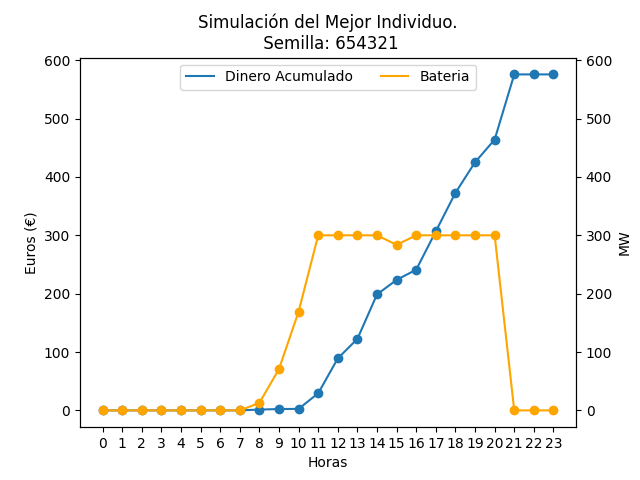 Simulación del Mejor Individuo.
Semilla: 654321
Dinero Acumulado
Bateria
600
500
400
300
200
100
0
Euros (€)
600
500
400
300
200
100
0
MW
0 1 2 3 4 5 6 7 8 9 10 11 12 13 14 15 16 17 18 19 20 21 22 23
Horas